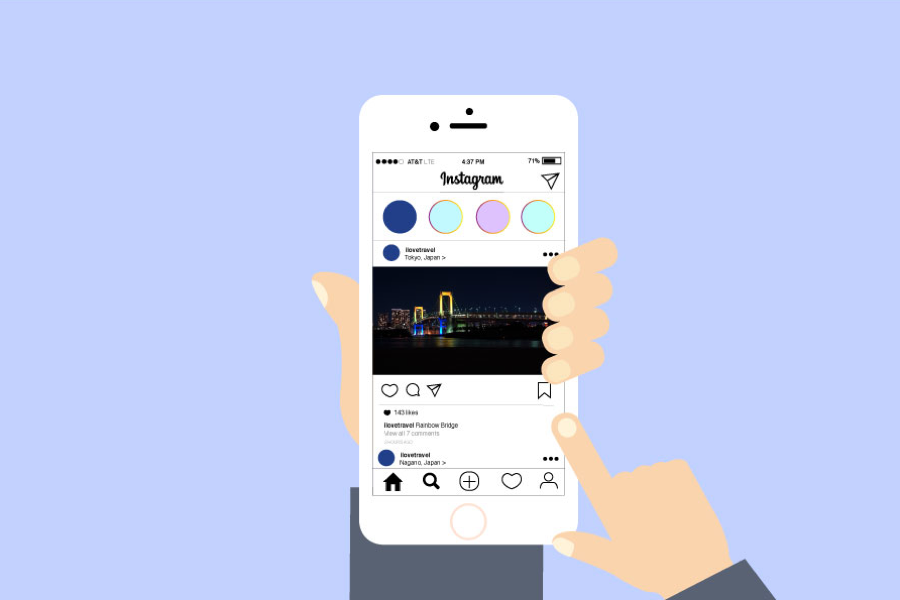 AT&T LTE 4:37 PM 71%
Instagram
ilovetravel
Tokyo, Japan >
143 likes
ilovetravel Rainbow Bridge
View all 7 comments
ilovetravel
Nagano, Japan >